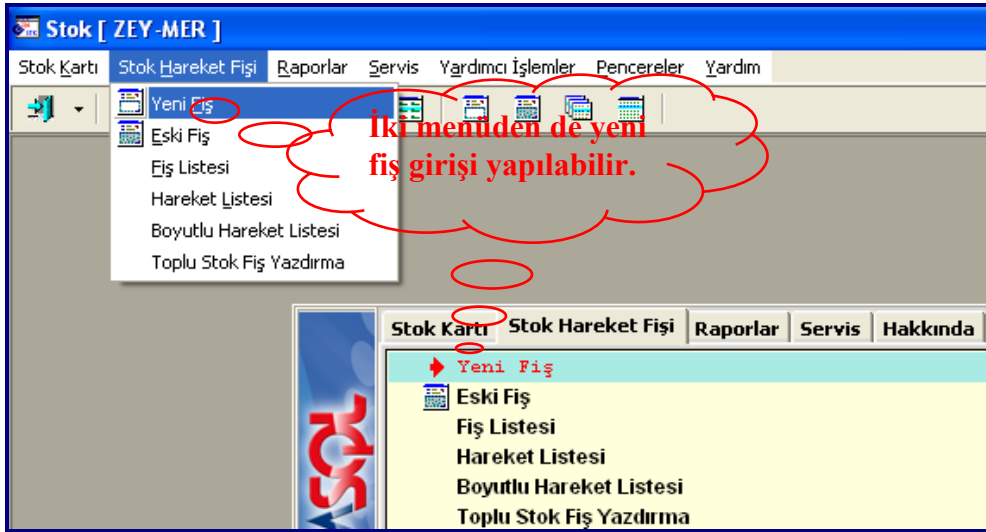 Stok [ ZEY-MER ]
Stok Kartı Stok Hareket Fişi Raporlar Servis Yardımcı İşlemler Pencereler Yardım
Yeni Fiş
Eski Fiş
Fiş Listesi
Hareket Listesi
Boyutlu Hareket Listesi
Toplu Stok Fiş Yazdırma
İki menüden de yeni
fiş girişi yapılabilir.
Stok Kartı Stok Hareket Fişi Raporlar Servis Hakkında
Yeni Fiş
Eski Fiş
Fiş Listesi
Hareket Listesi
Boyutlu Hareket Listesi
Toplu Stok Fiş Yazdırma